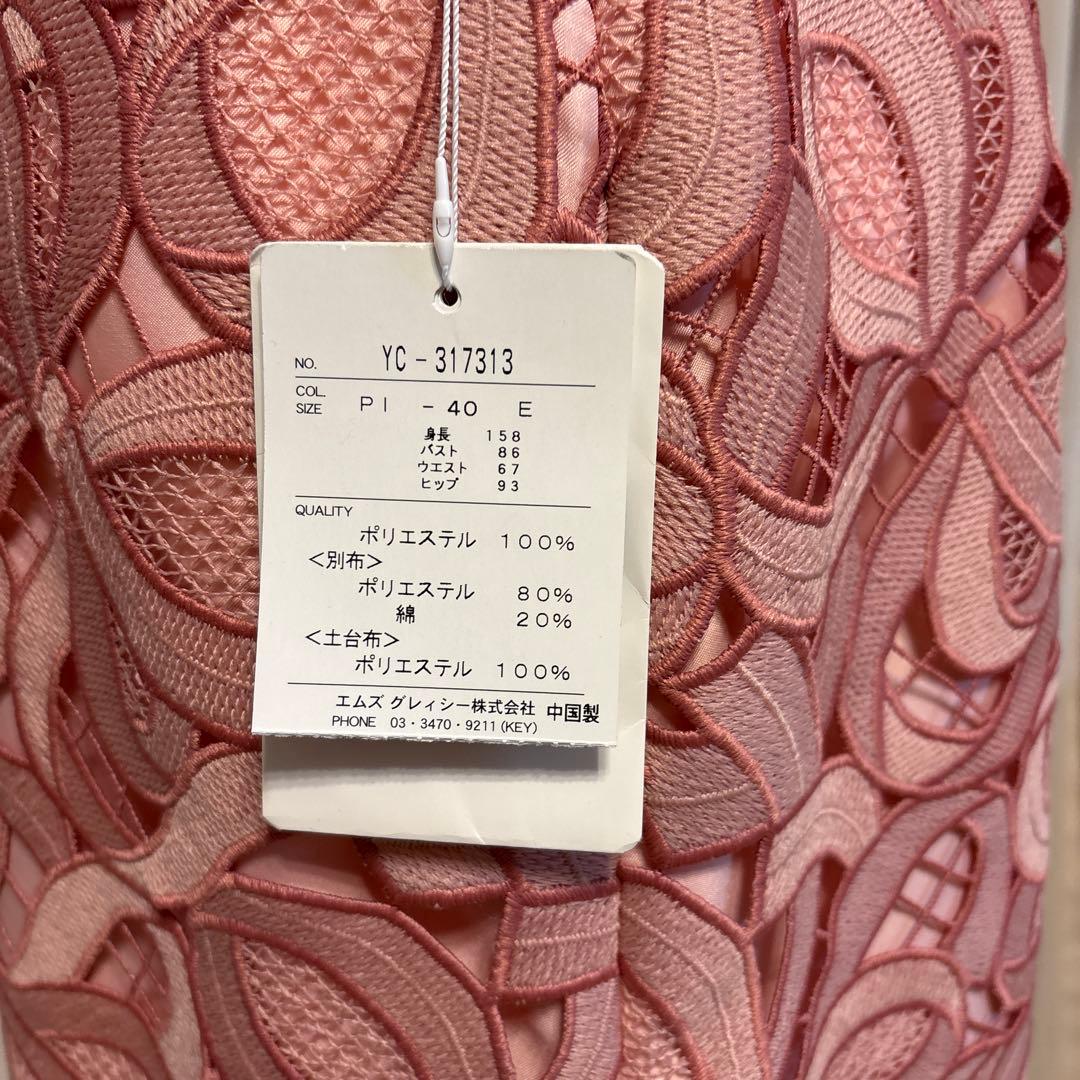 NO. YC-317313
COL.
SIZE PI -40 E
身長 158
バスト 86
ウエスト 67
ヒップ 93
QUALITY
ポリエステル 100%
<別布>
ポリエステル 80%
綿 20%
<土台布>
ポリエステル 100%
エムズ グレィシー株式会社 中国製
PHONE 03・3470・9211(KEY)